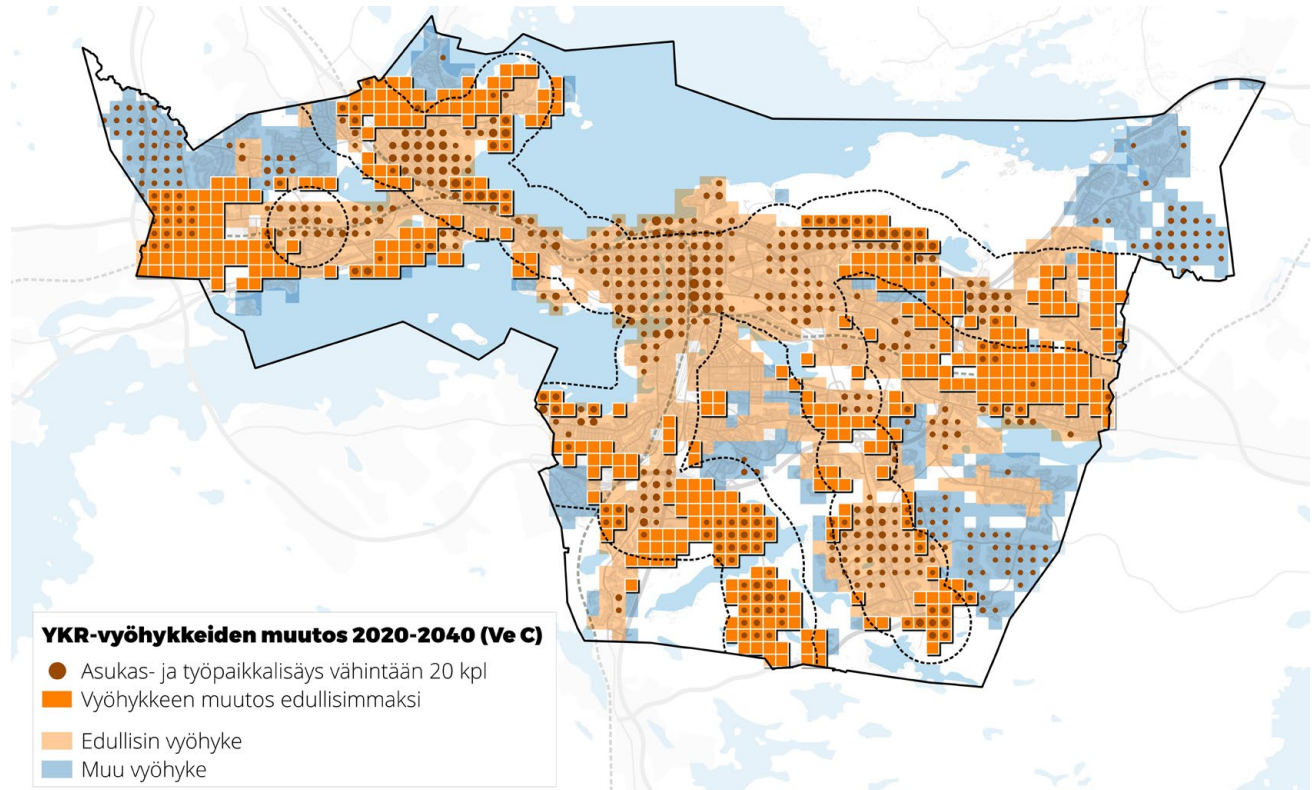 YKR-vyöhykkeiden muutos 2020-2040 (Ve C)
Asukas- ja työpaikkalisäys vähintään 20 kpl
Vyöhykkeen muutos edullisimmaksi
Edullisin vyöhyke
Muu vyöhyke